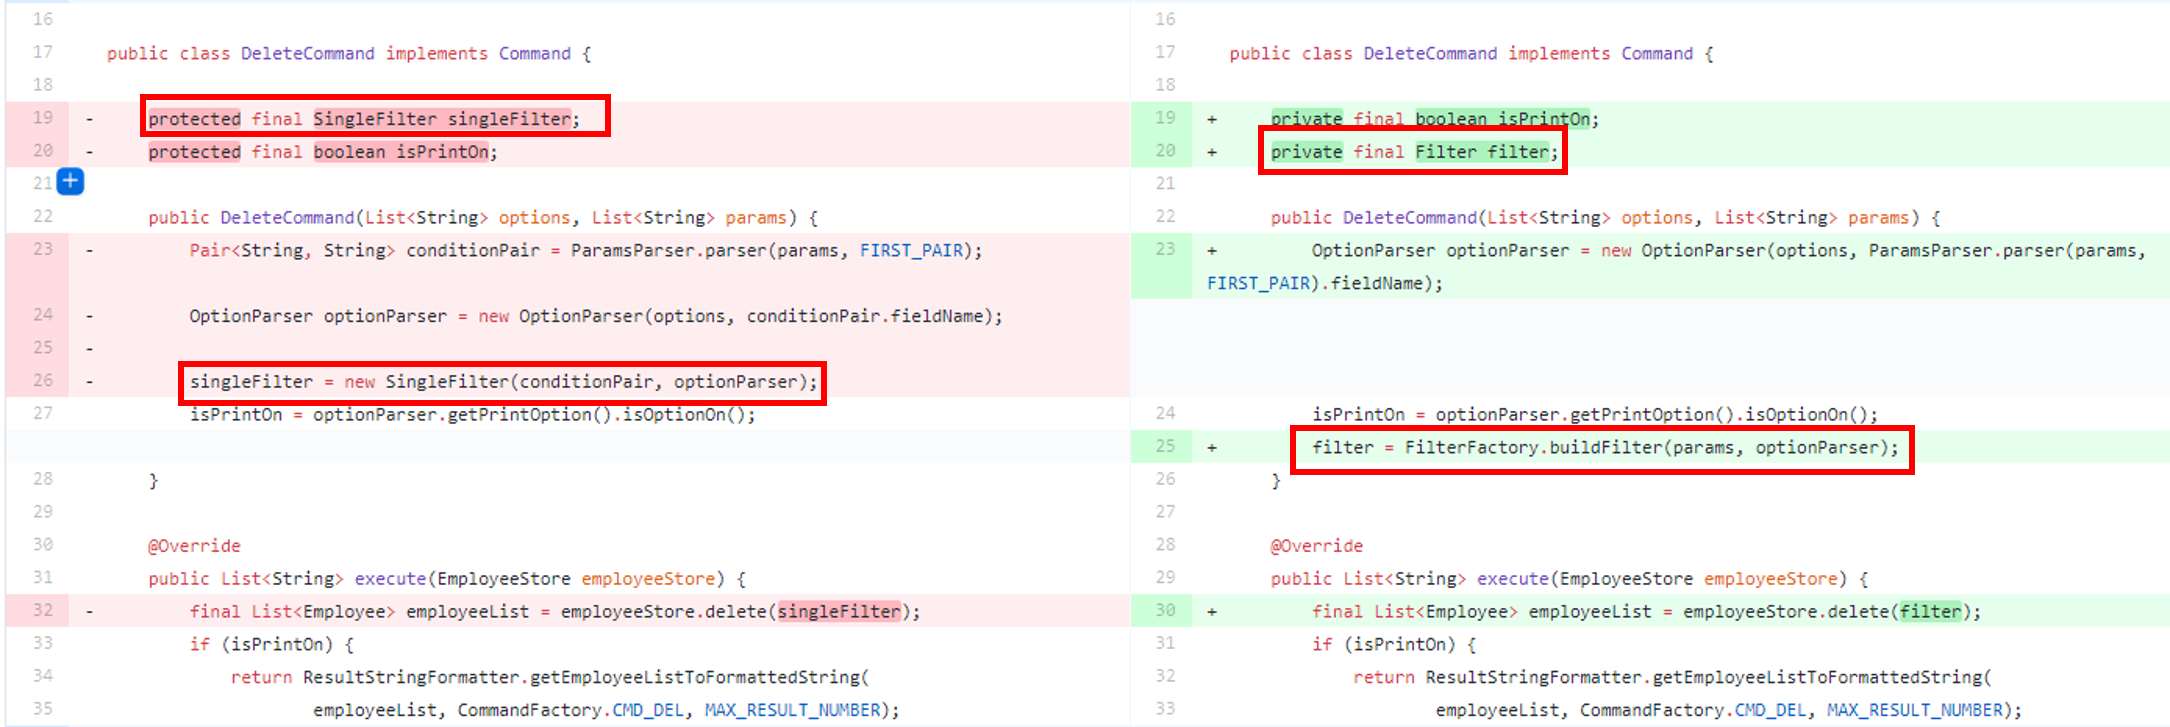 16
17 public class DeleteCommand implements Command {
18
19 - protected final SingleFilter singleFilter;
20 - protected final boolean isPrintOn;
21 +
22 public DeleteCommand(List<String> options, List<String> params) {
23 - Pair<String, String> conditionPair = ParamsParser.parser(params, FIRST_PAIR);
24 - OptionParser optionParser = new OptionParser(options, conditionPair.fieldName);
25 -
26 - singleFilter = new SingleFilter(conditionPair, optionParser);
27 isPrintOn = optionParser.getPrintOption().isOptionOn();
28 }
29
30 @Override
31 public List<String> execute(EmployeeStore employeeStore) {
32 - final List<Employee> employeeList = employeeStore.delete(singleFilter);
33 if (isPrintOn) {
34 return ResultStringFormatter.getEmployeeListToFormattedString(
35 employeeList, CommandFactory.CMD_DEL, MAX_RESULT_NUMBER);
16
17 public class DeleteCommand implements Command {
18
19 + private final boolean isPrintOn;
20 + private final Filter filter;
21
22 public DeleteCommand(List<String> options, List<String> params) {
23 + OptionParser optionParser = new OptionParser(options, ParamsParser.parser(params,
FIRST_PAIR).fieldName);
24 isPrintOn = optionParser.getPrintOption().isOptionOn();
25 + filter = FilterFactory.buildFilter(params, optionParser);
26 }
27
28 @Override
29 public List<String> execute(EmployeeStore employeeStore) {
30 + final List<Employee> employeeList = employeeStore.delete(filter);
31 if (isPrintOn) {
32 return ResultStringFormatter.getEmployeeListToFormattedString(
33 employeeList, CommandFactory.CMD_DEL, MAX_RESULT_NUMBER);